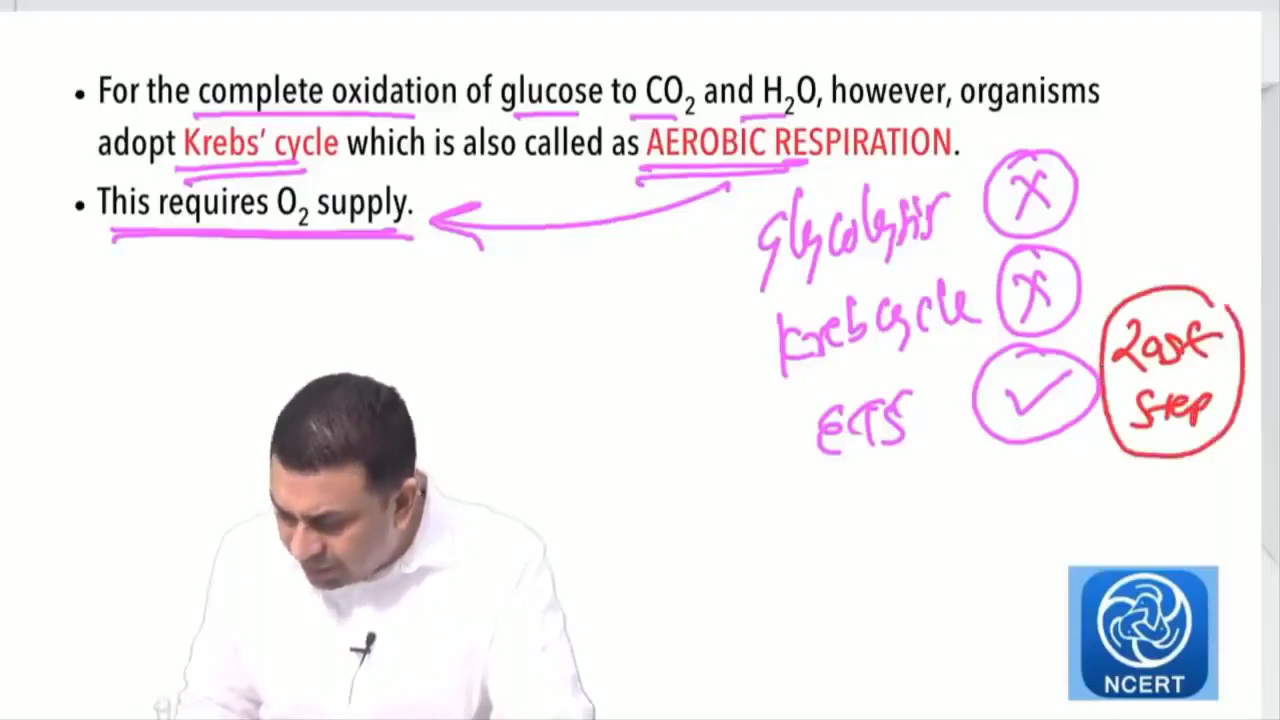 • For the complete oxidation of glucose to CO₂ and H₂O, however, organisms
adopt Krebs' cycle which is also called as AEROBIC RESPIRATION.
• This requires O₂ supply.
Glycolysis X
Kreb cycle X
ETS ✓
Last
Step
NCERT